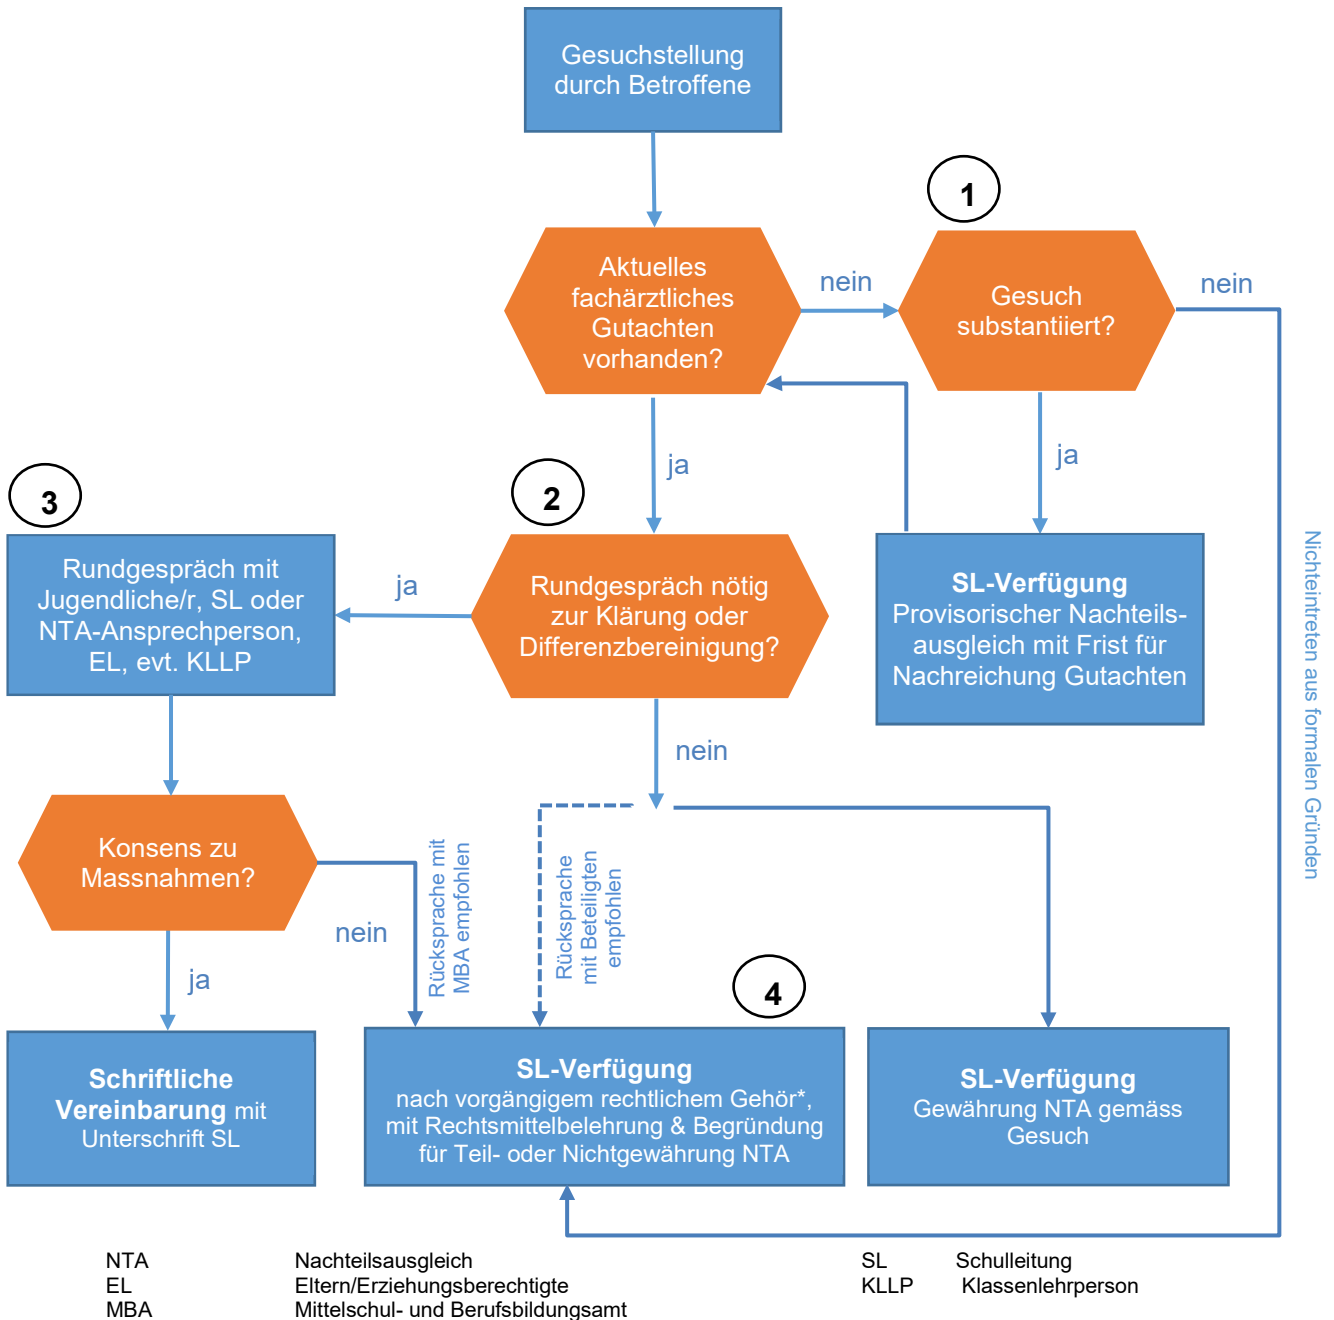 Gesuchstellung
durch Betroffene
1
Aktuelles
fachärztliches
Gutachten
vorhanden?
nein
Gesuch
substantiiert?
nein
ja
ja
3
2
Rundgespräch mit
Jugendliche/r, SL oder
NTA-Ansprechperson,
EL, evt. KLLP
ja
Rundgespräch nötig
zur Klärung oder
Differenzbereinigung?
SL-Verfügung
Provisorischer Nachteils-
ausgleich mit Frist für
Nachreichung Gutachten
Nichteintreten aus formalen Gründen
nein
Konsens zu
Massnahmen?
nein
Rücksprache mit
MBA empfohlen
Rücksprache
mit Beteiligten
empfohlen
ja
4
Schriftliche
Vereinbarung mit
Unterschrift SL
SL-Verfügung
nach vorgängigem rechtlichem Gehör*,
mit Rechtsmittelbelehrung & Begründung
für Teil- oder Nichtgewährung NTA
SL-Verfügung
Gewährung NTA gemäss
Gesuch
NTA Nachteilsausgleich SL Schulleitung
EL Eltern/Erziehungsberechtigte KLLP Klassenlehrperson
MBA Mittelschul- und Berufsbildungsamt